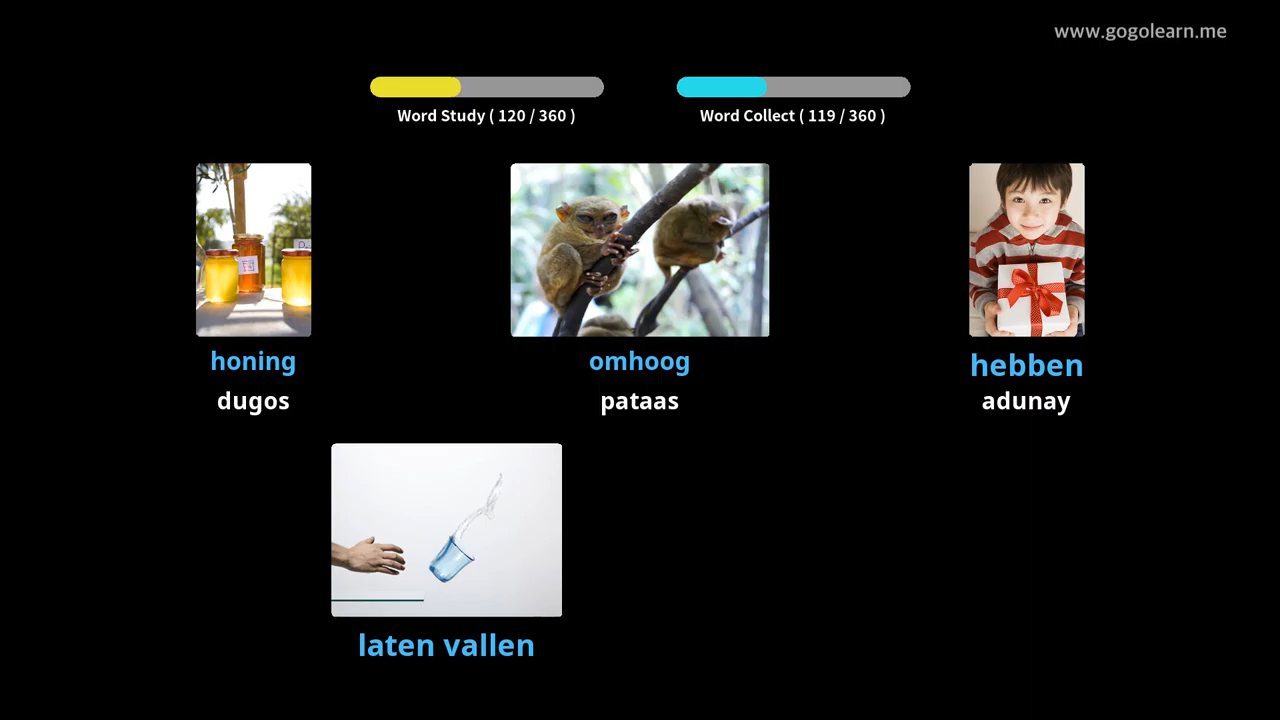 www.gogolearn.me
Word Study ( 120 / 360 )
Word Collect ( 119 / 360 )
honing
omhoog
hebben
dugos
pataas
adunay
laten vallen